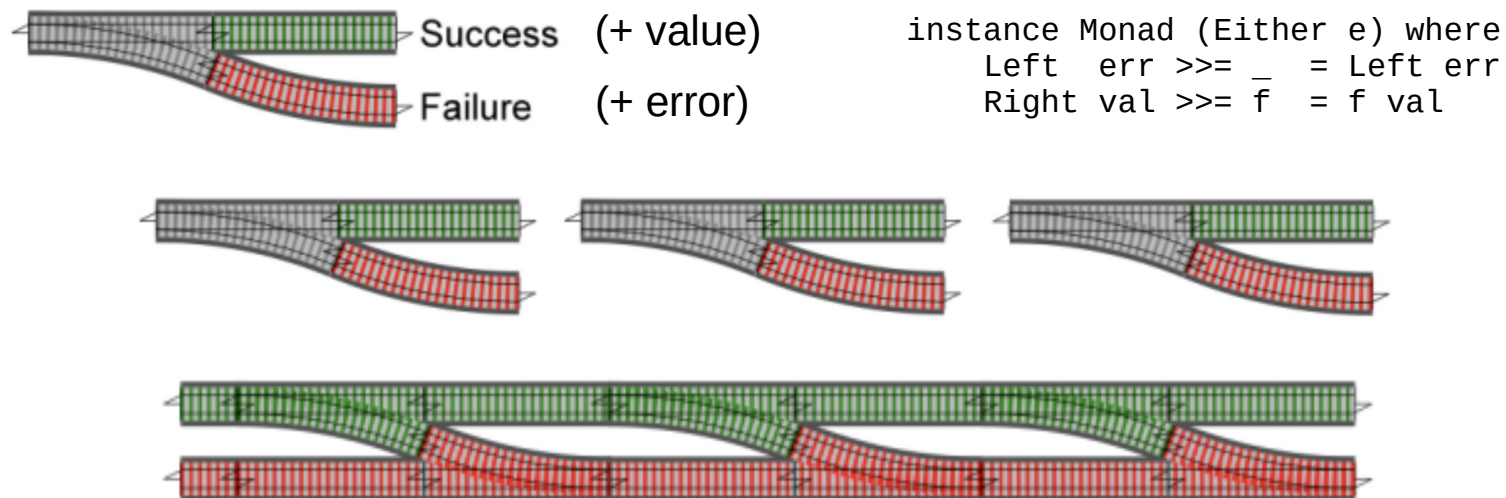 Success (+ value)
Failure (+ error)
instance Monad (Either e) where
    Left  err >>= _  = Left err
    Right val >>= f  = f val